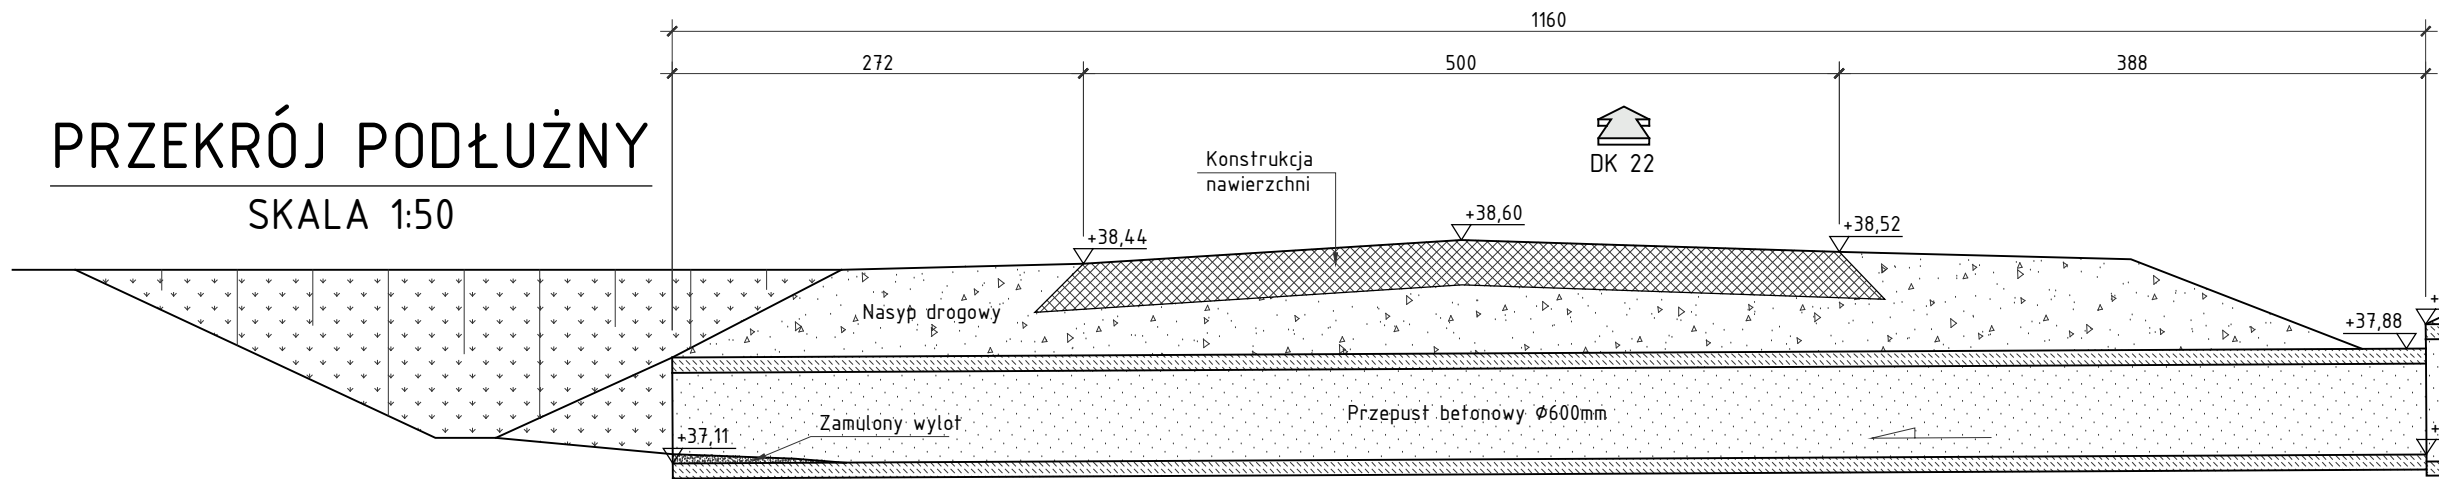 1160
272
500
388
PRZEKRÓJ PODŁUŻNY
SKALA 1:50
Konstrukcja
nawierzchni
DK 22
+38,44
+38,60
+38,52
Nasyp drogowy
+37,88
+
Przepust betonowy Ø600mm
Zamulony wylot
+37,11
+